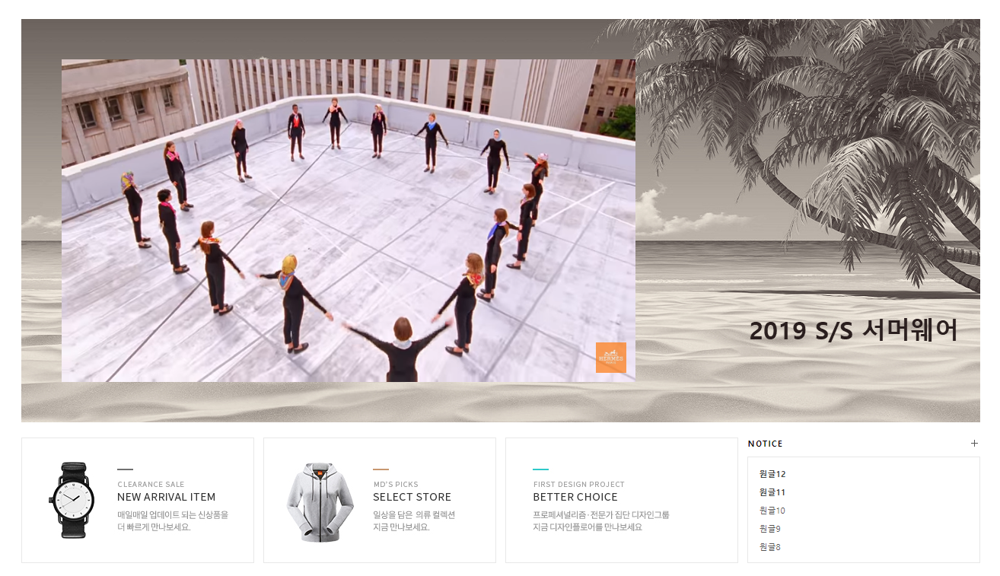 HERMÈS
PARIS
2019 S/S 서머웨어
CLEARANCE SALE
NEW ARRIVAL ITEM
매일매일 업데이트 되는 신상품을
더 빠르게 만나보세요.
MD'S PICKS
SELECT STORE
일상을 담은 의류 컬렉션
지금 만나보세요.
FIRST DESIGN PROJECT
BETTER CHOICE
프로페셔널리즘·전문가 집단 디자인그룹
지금 디자인플로어를 만나보세요
NOTICE +
원글12
원글11
원글10
원글9
원글8